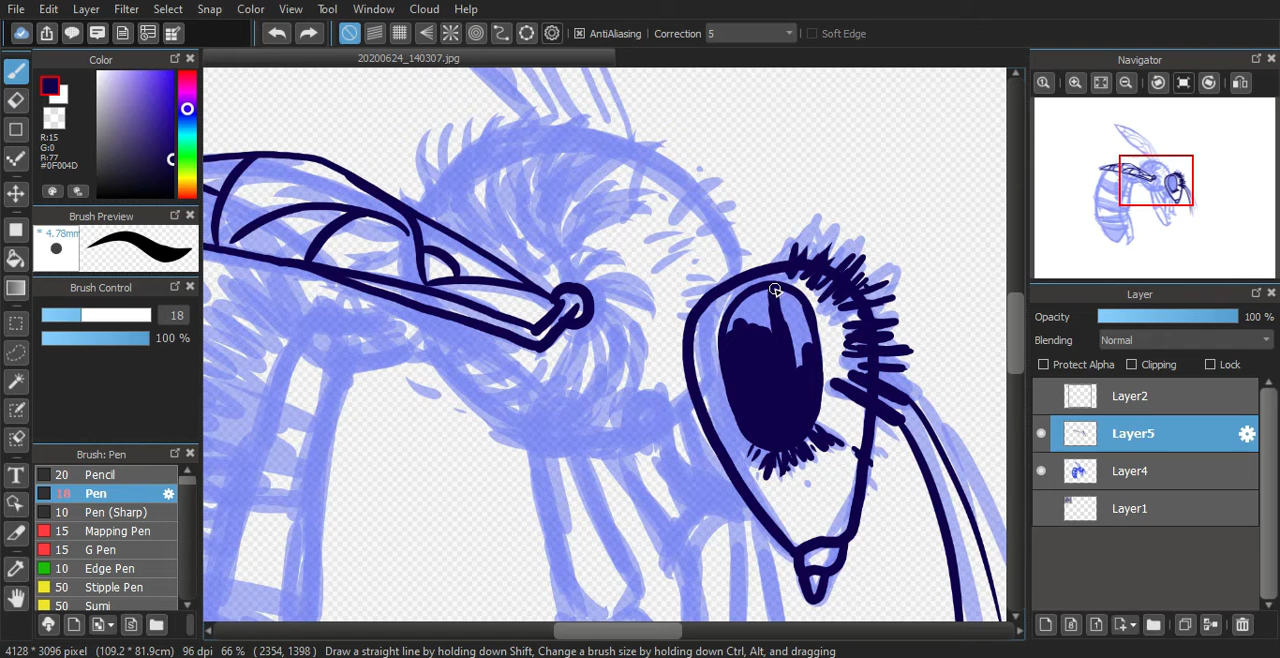 File Edit Layer Filter Select Snap Color View Tool Window Cloud Help
AntiAliasing Correction 5 Soft Edge
20200624_140307.jpg
Color
R:15
G:0
B:77
#0F004D
Brush Preview
* 4.78mm
Brush Control
18
100 %
Brush: Pen
20 Pencil
18 Pen
10 Pen (Sharp)
15 Mapping Pen
15 G Pen
10 Edge Pen
50 Stipple Pen
50 Sumi
Navigator
Layer
Opacity 100 %
Blending Normal
Protect Alpha Clipping Lock
Layer2
Layer5
Layer4
Layer1
4128 * 3096 pixel (109.2 * 81.9cm) 96 dpi 66 % ( 2354, 1398 ) Draw a straight line by holding down Shift, Change a brush size by holding down Ctrl, Alt, and dragging